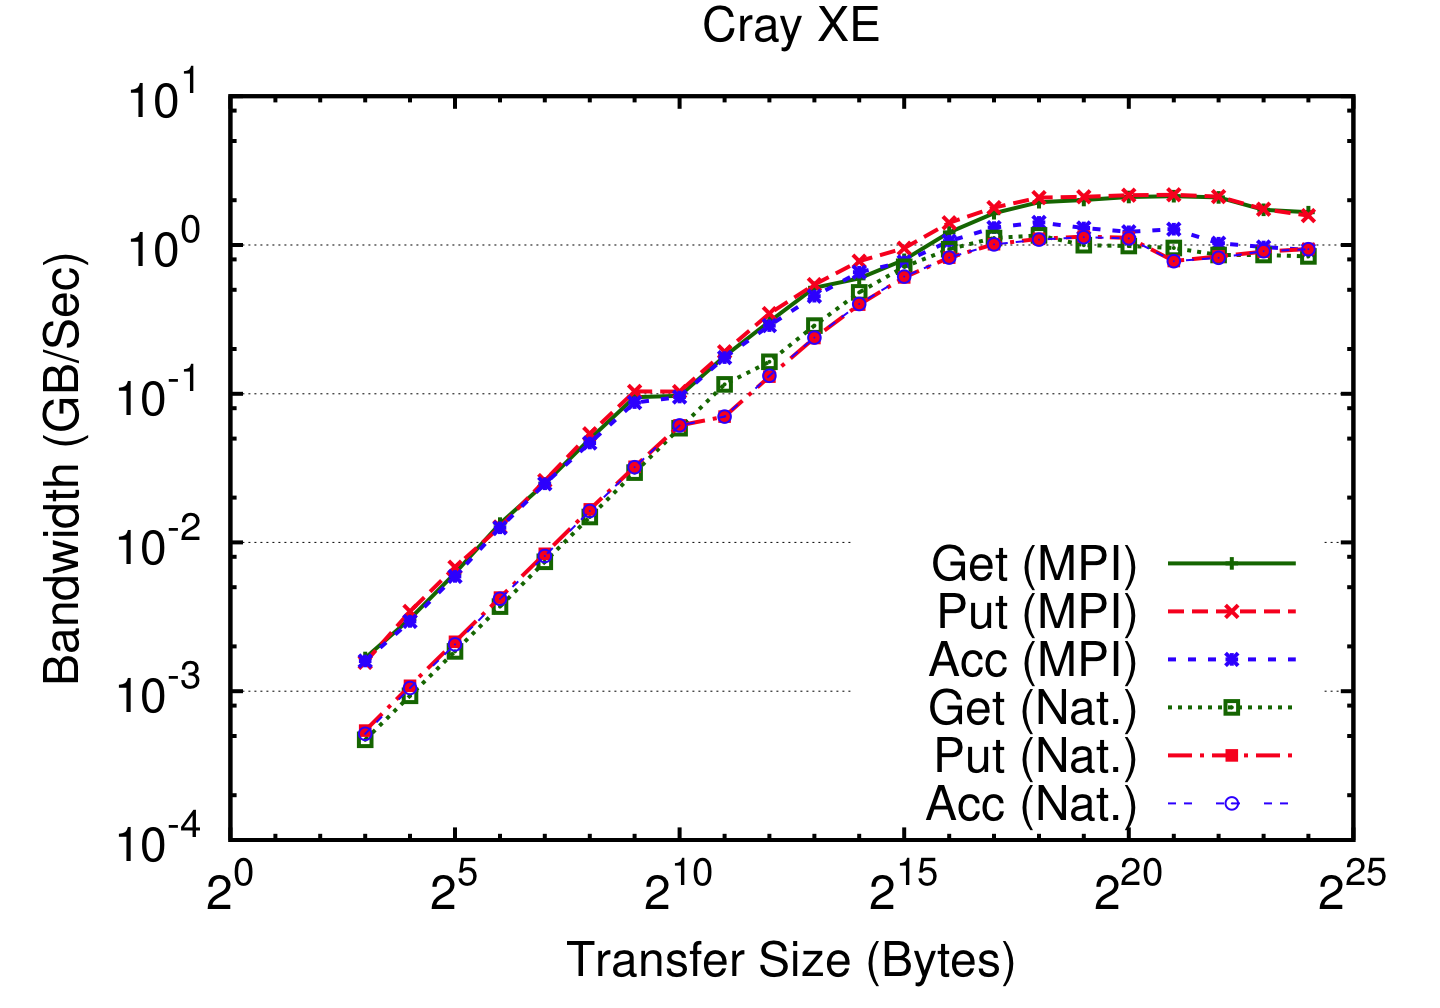 Cray XE
10^1
10^0
10^-1
10^-2
10^-3
10^-4
Bandwidth (GB/Sec)
Get (MPI)
Put (MPI)
Acc (MPI)
Get (Nat.)
Put (Nat.)
Acc (Nat.)
2^0 2^5 2^10 2^15 2^20 2^25
Transfer Size (Bytes)